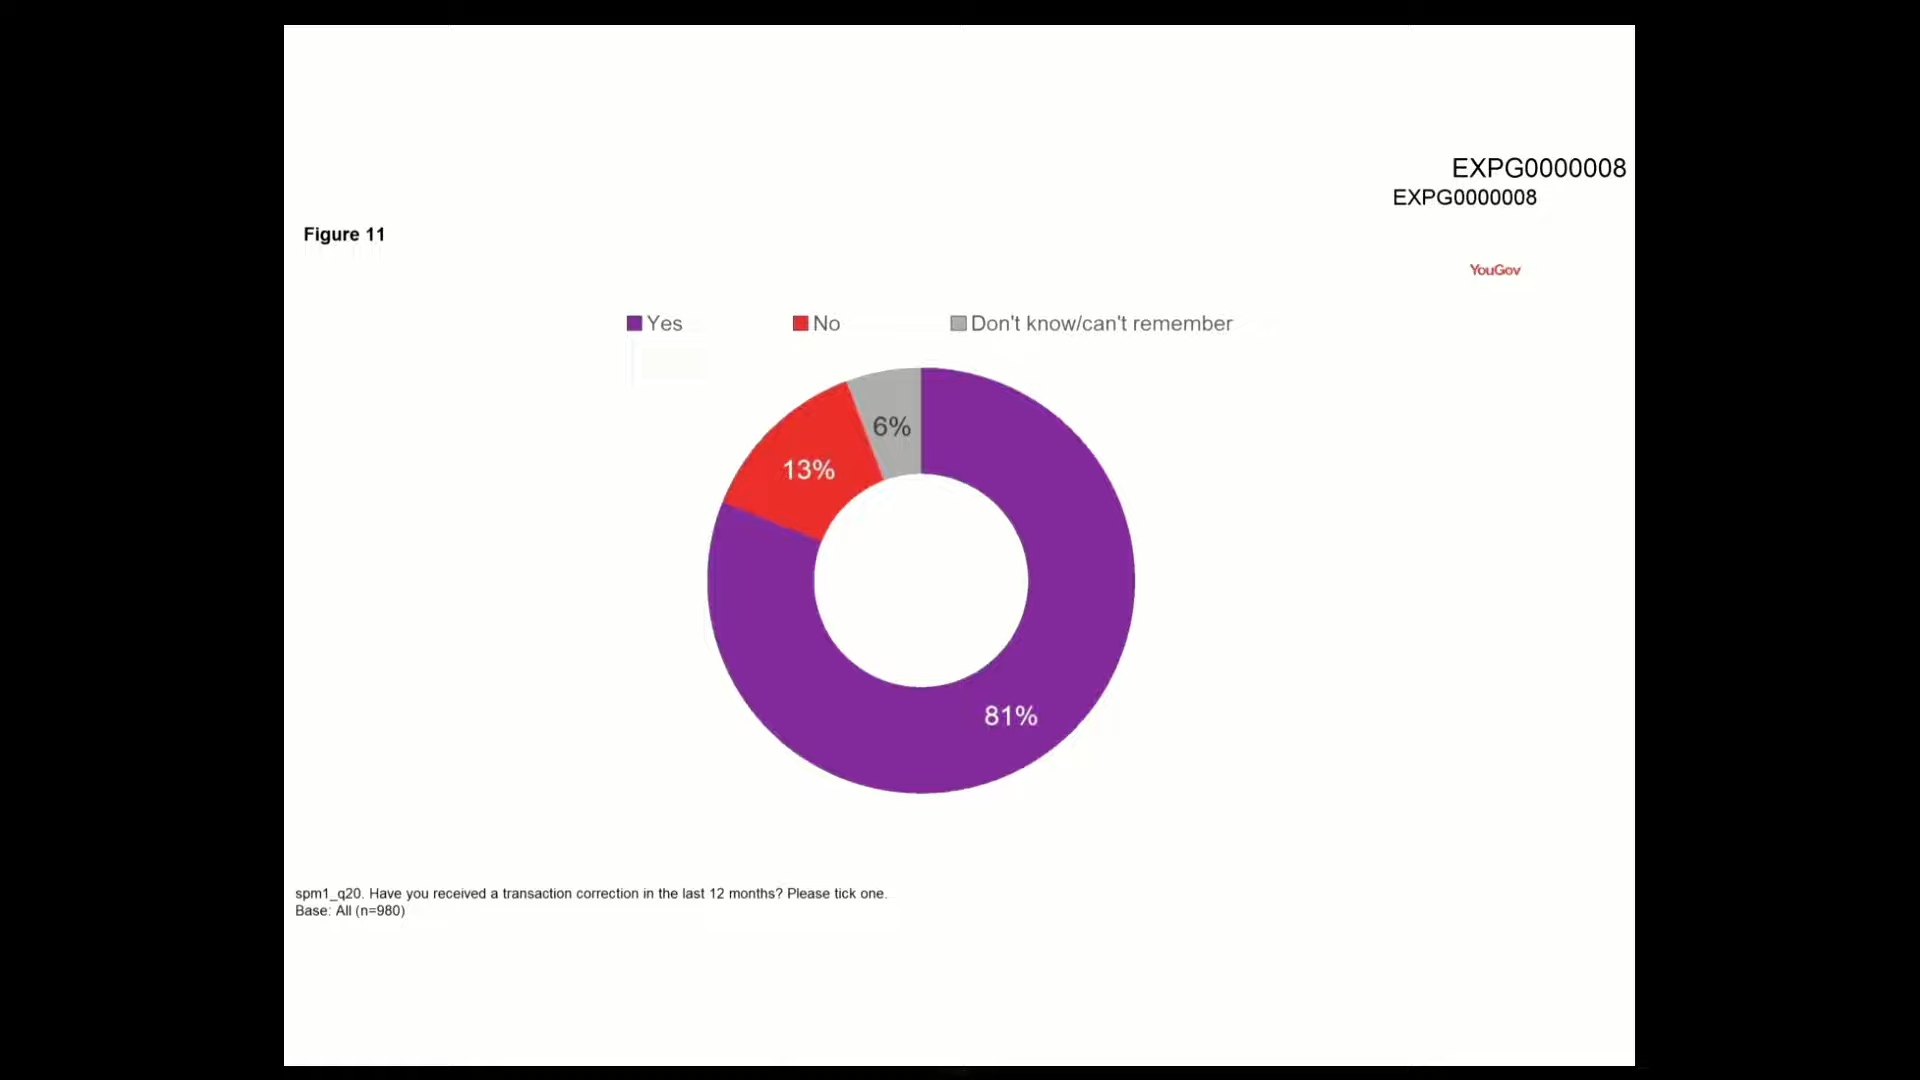 EXPG0000008
EXPG0000008
Figure 11
YouGov
Yes No Don't know/can't remember
6%
13%
81%
spm1_q20. Have you received a transaction correction in the last 12 months? Please tick one.
Base: All (n=980)